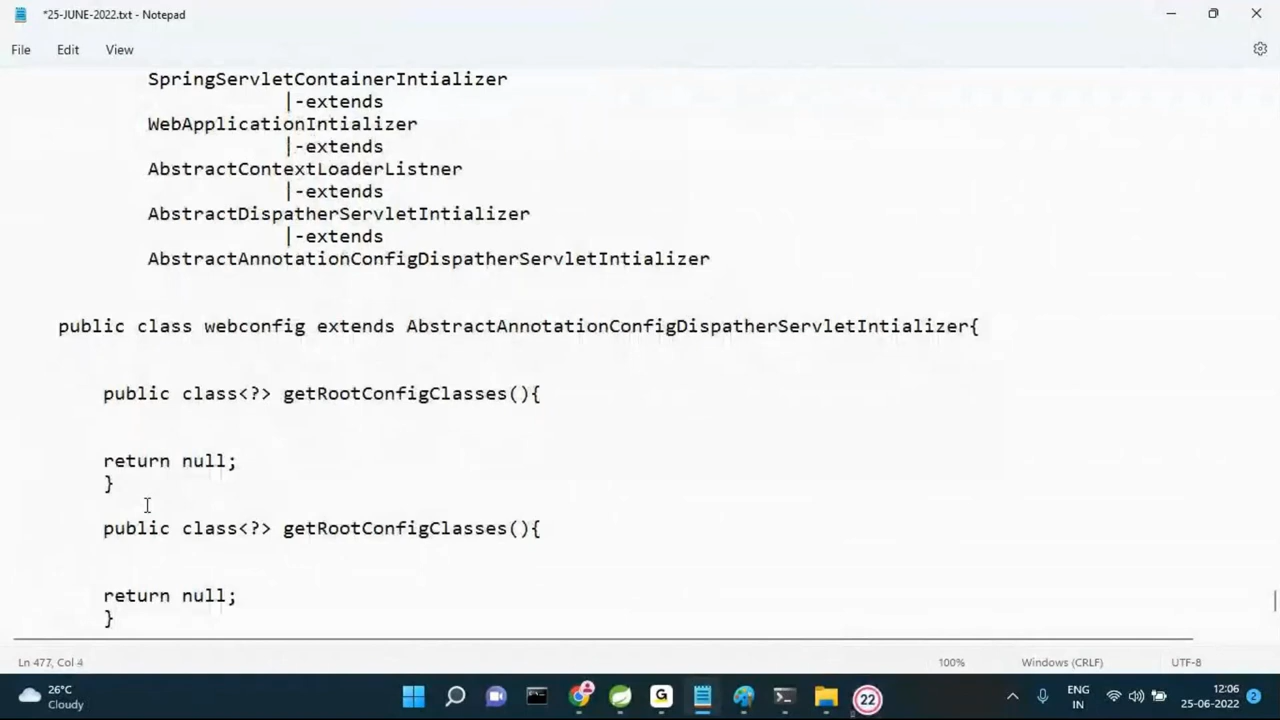 *25-JUNE-2022.txt - Notepad
File Edit View
SpringServletContainerIntializer
|-extends
WebApplicationIntializer
|-extends
AbstractContextLoaderListner
|-extends
AbstractDispatherServletIntializer
|-extends
AbstractAnnotationConfigDispatherServletIntializer
public class webconfig extends AbstractAnnotationConfigDispatherServletIntializer{
public class<?> getRootConfigClasses(){
return null;
}
public class<?> getRootConfigClasses(){
return null;
}
Ln 477, Col 4 100% Windows (CRLF) UTF-8
26°C
Cloudy
G
22
ENG
IN
12:06
25-06-2022
2